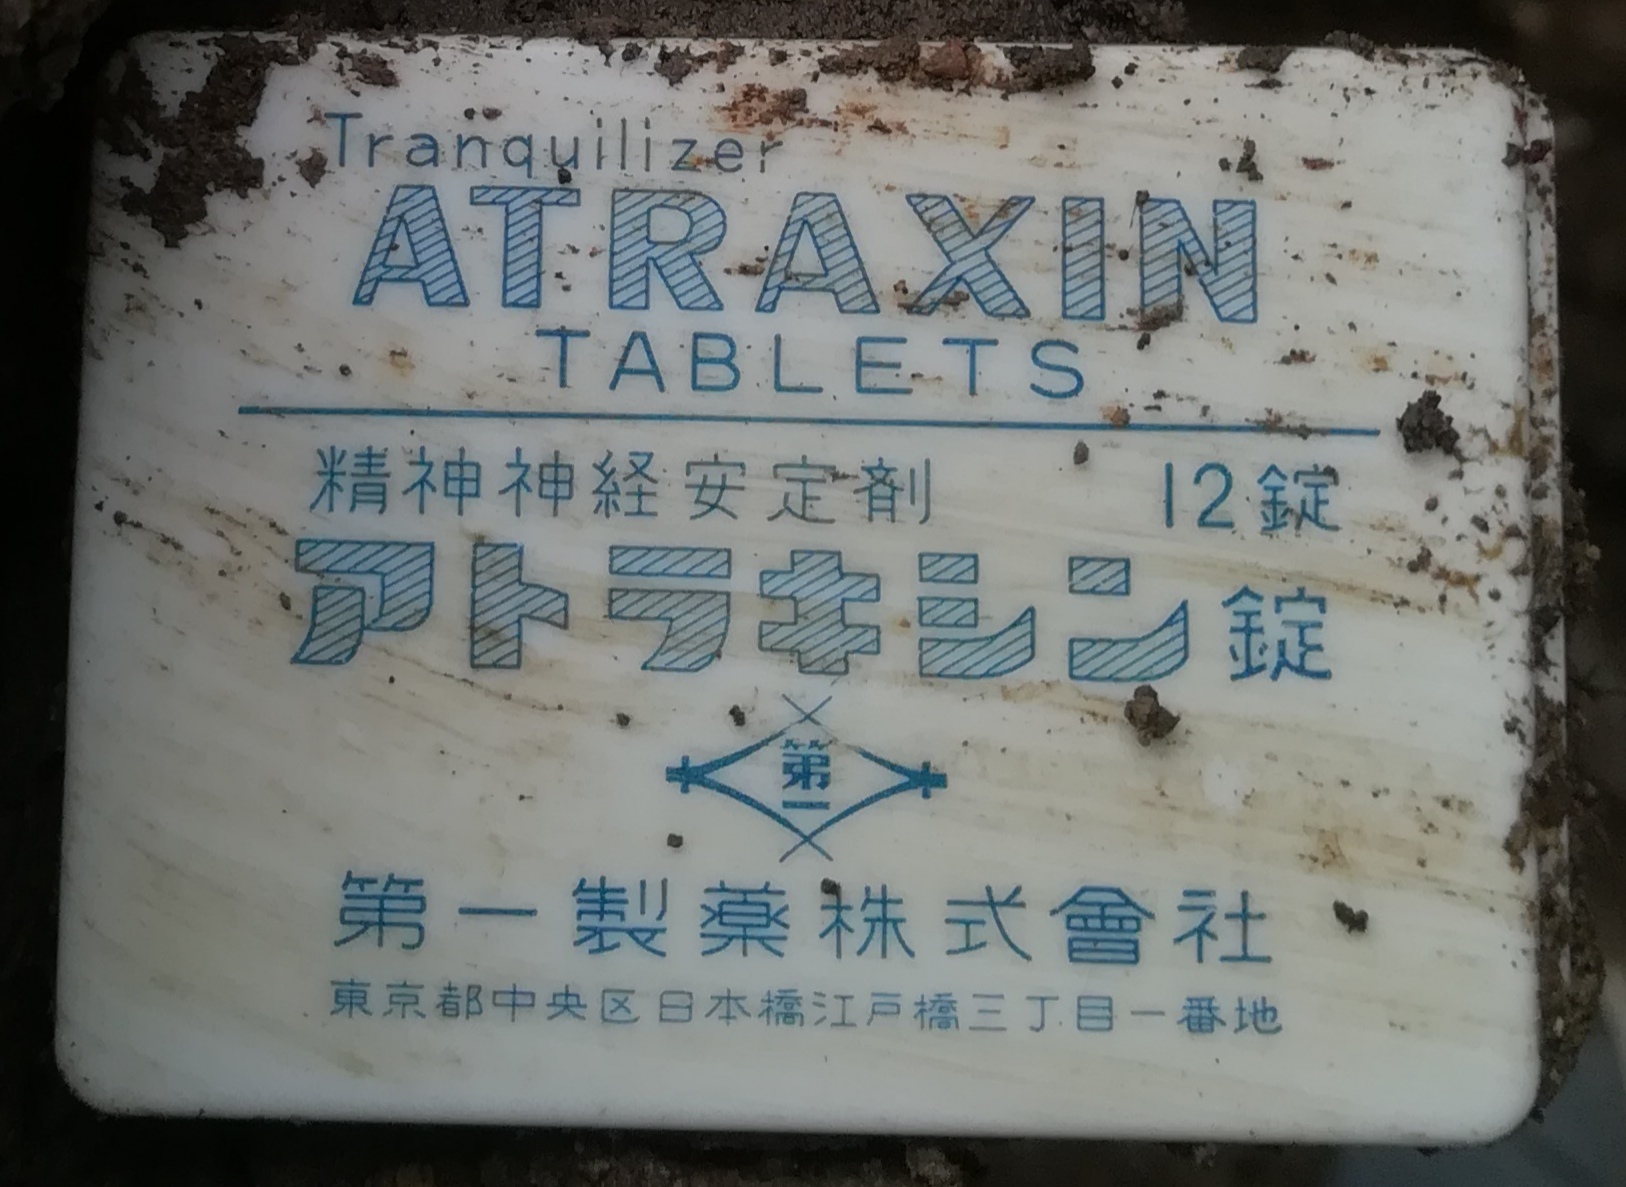 Tranquilizer
ATRAXIN
TABLETS
精神神経安定剤 12錠
アトラキシン錠
第一
第一製薬株式會社
東京都中央区日本橋江戸橋三丁目一番地